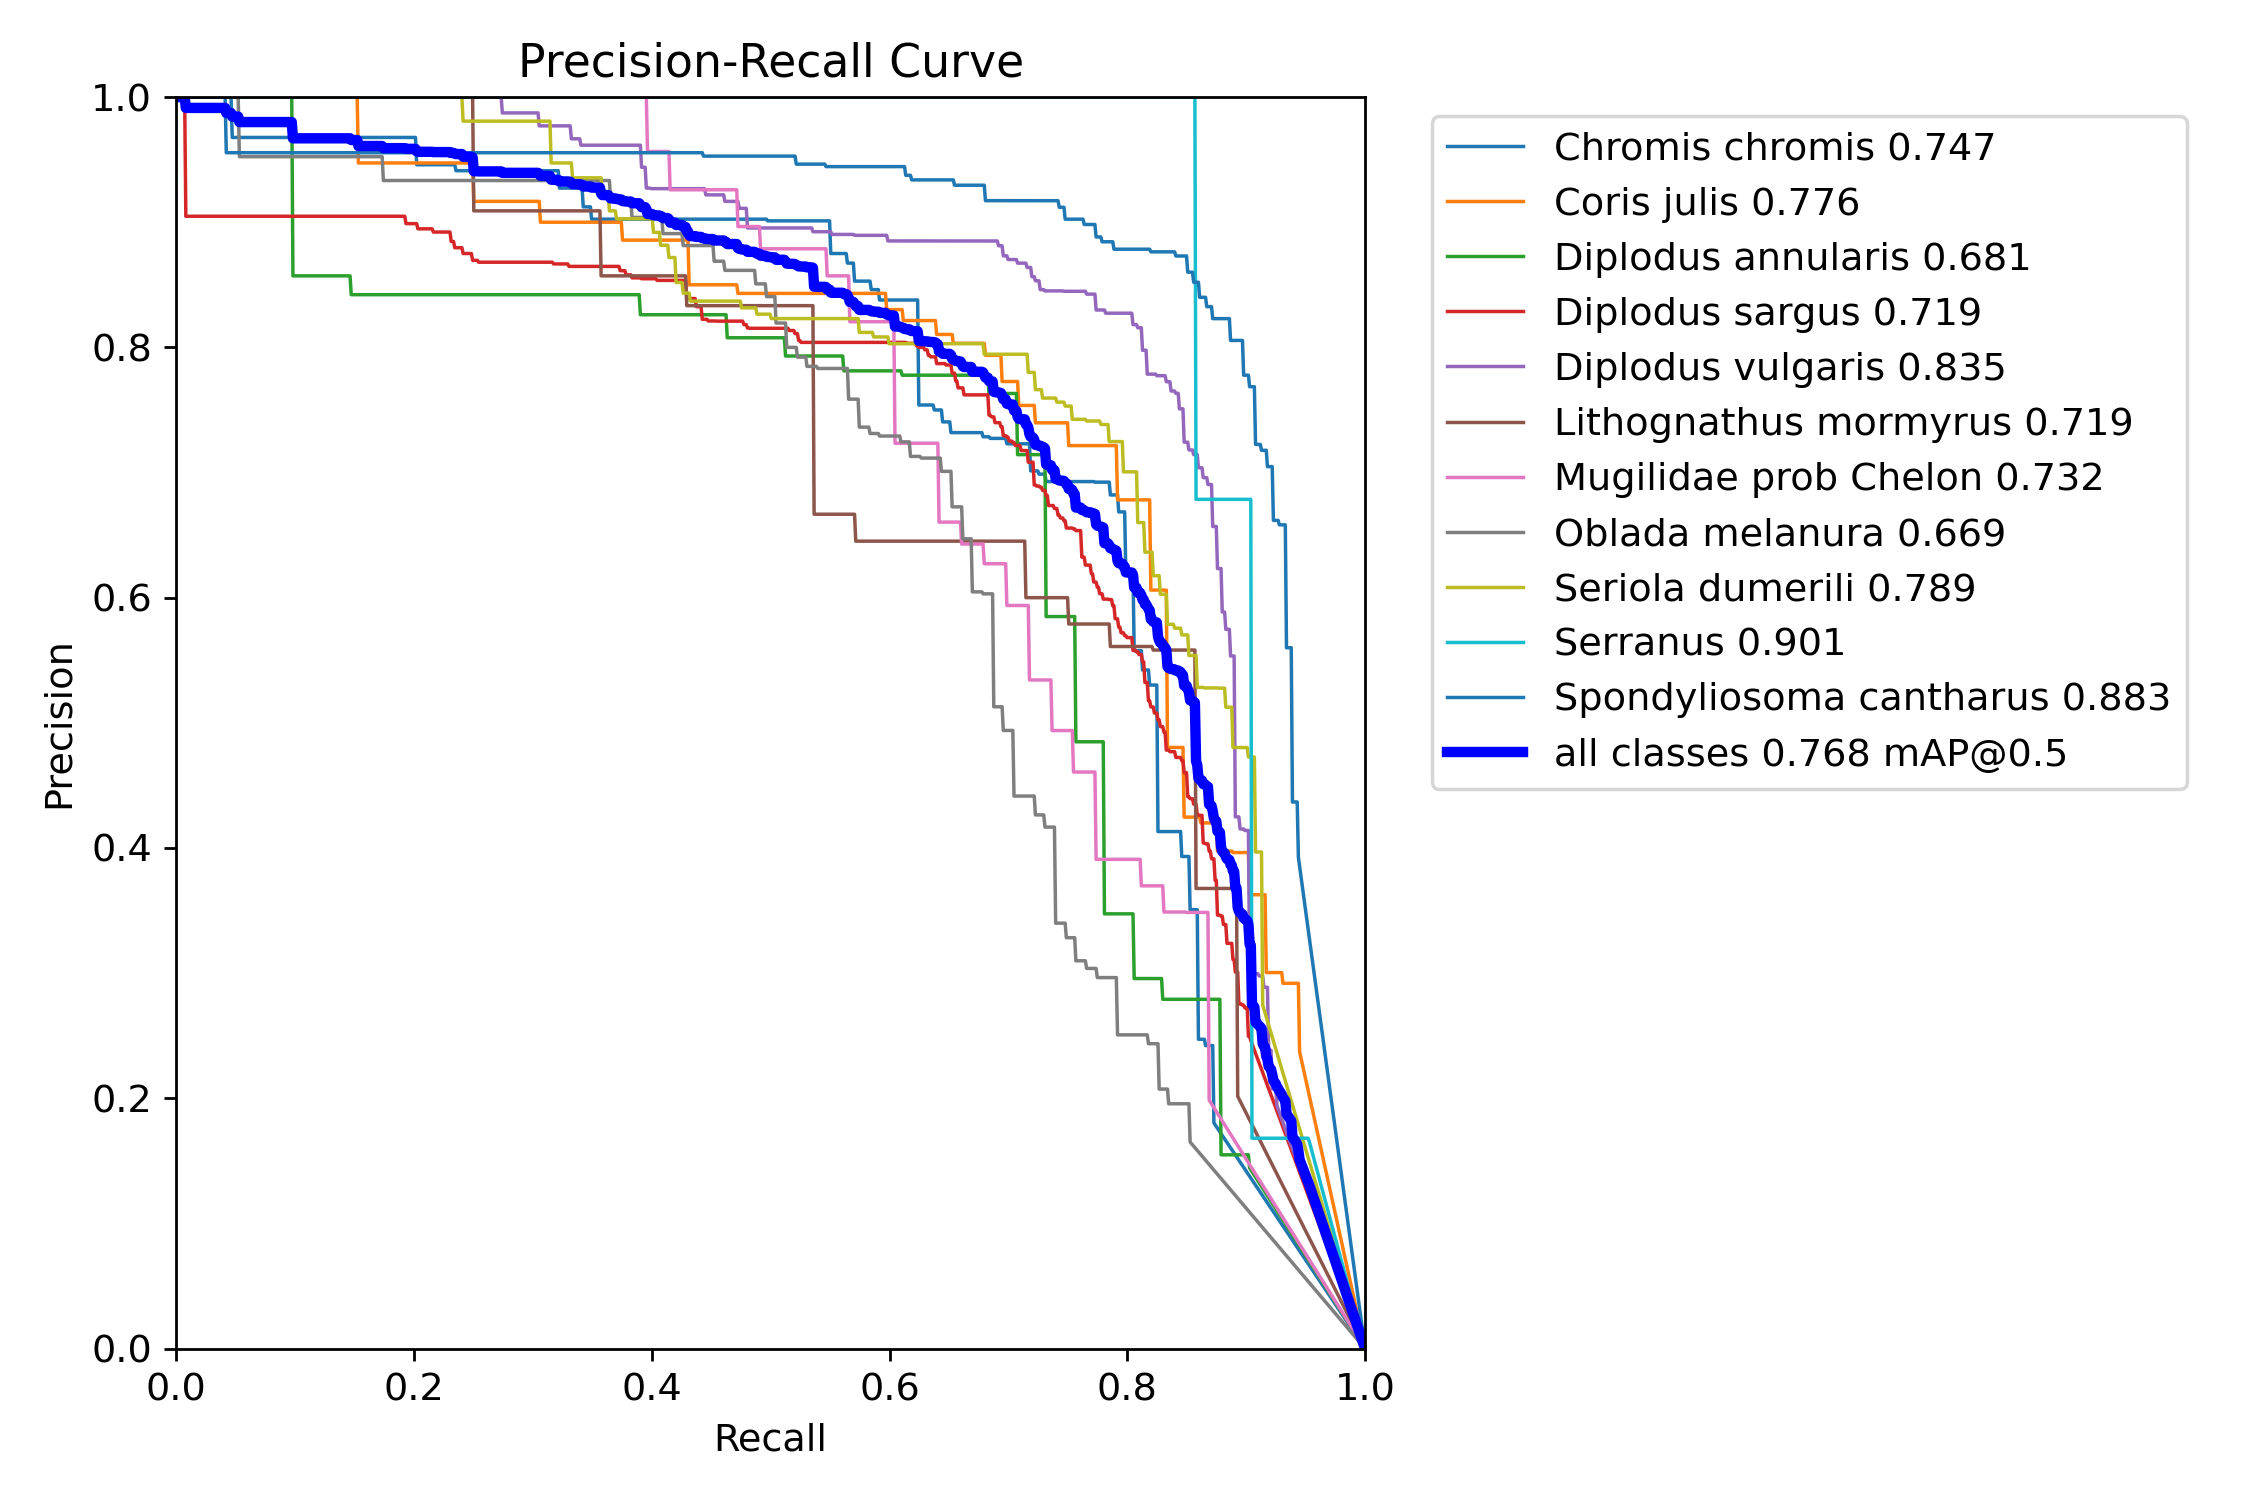 Precision-Recall Curve
1.0
0.8
0.6
0.4
0.2
0.0
Precision
0.0 0.2 0.4 0.6 0.8 1.0
Recall
Chromis chromis 0.747
Coris julis 0.776
Diplodus annularis 0.681
Diplodus sargus 0.719
Diplodus vulgaris 0.835
Lithognathus mormyrus 0.719
Mugilidae prob Chelon 0.732
Oblada melanura 0.669
Seriola dumerili 0.789
Serranus 0.901
Spondyliosoma cantharus 0.883
all classes 0.768 mAP@0.5